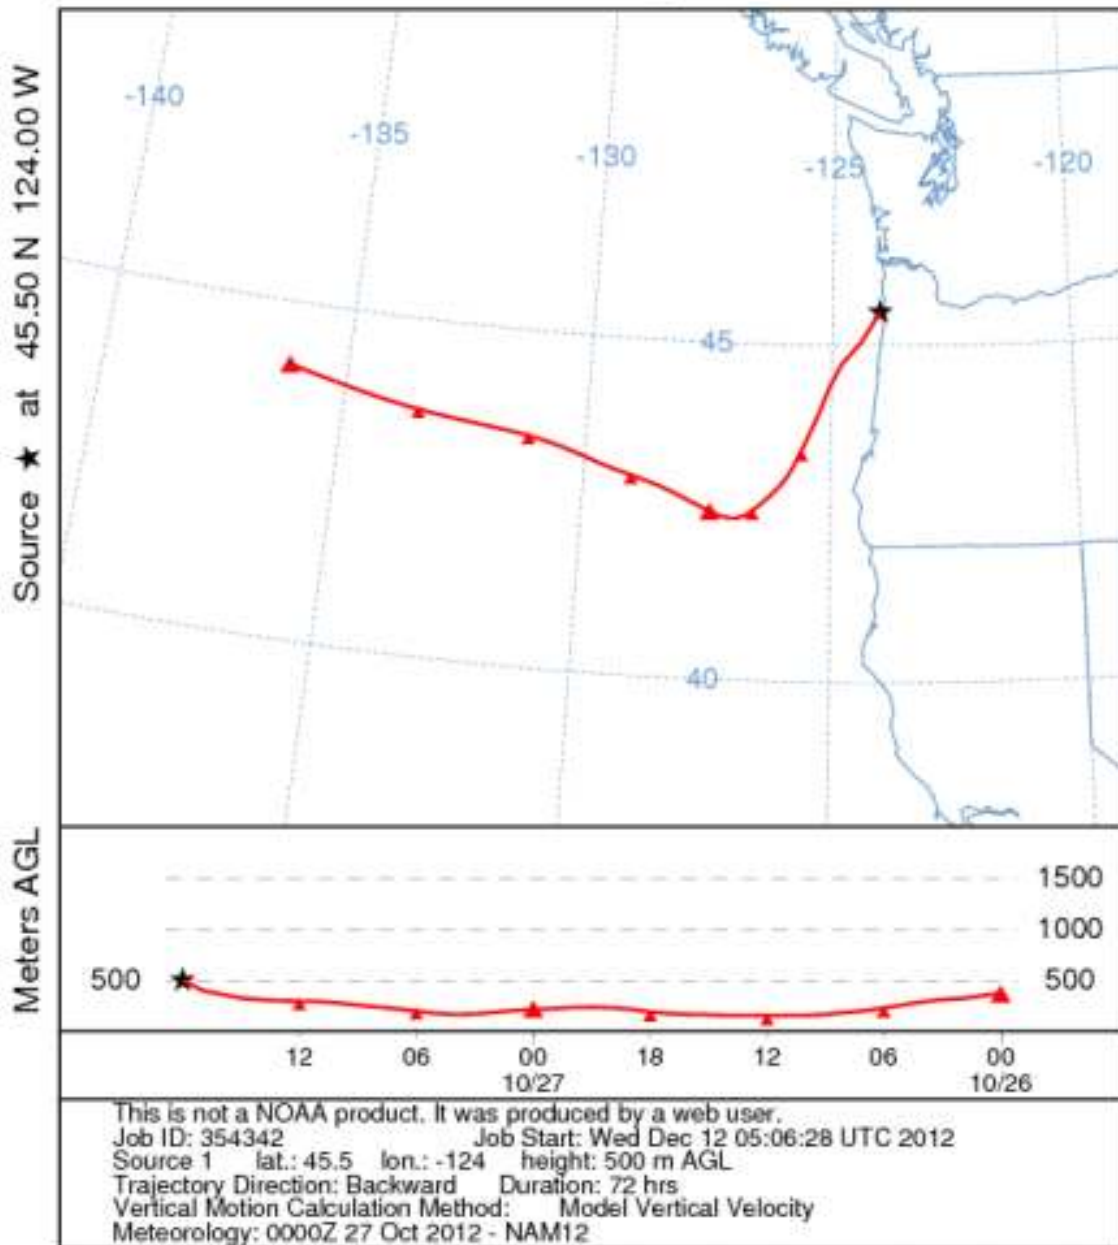 Source ★ at 45.50 N 124.00 W
-140
-135
-130
-125
-120
45
40
Meters AGL
1500
1000
500 500
12 06 00 18 12 06 00
10/27 10/26
This is not a NOAA product. It was produced by a web user.
Job ID: 354342 Job Start: Wed Dec 12 05:06:28 UTC 2012
Source 1 lat.: 45.5 lon.: -124 height: 500 m AGL
Trajectory Direction: Backward Duration: 72 hrs
Vertical Motion Calculation Method: Model Vertical Velocity
Meteorology: 0000Z 27 Oct 2012 - NAM12